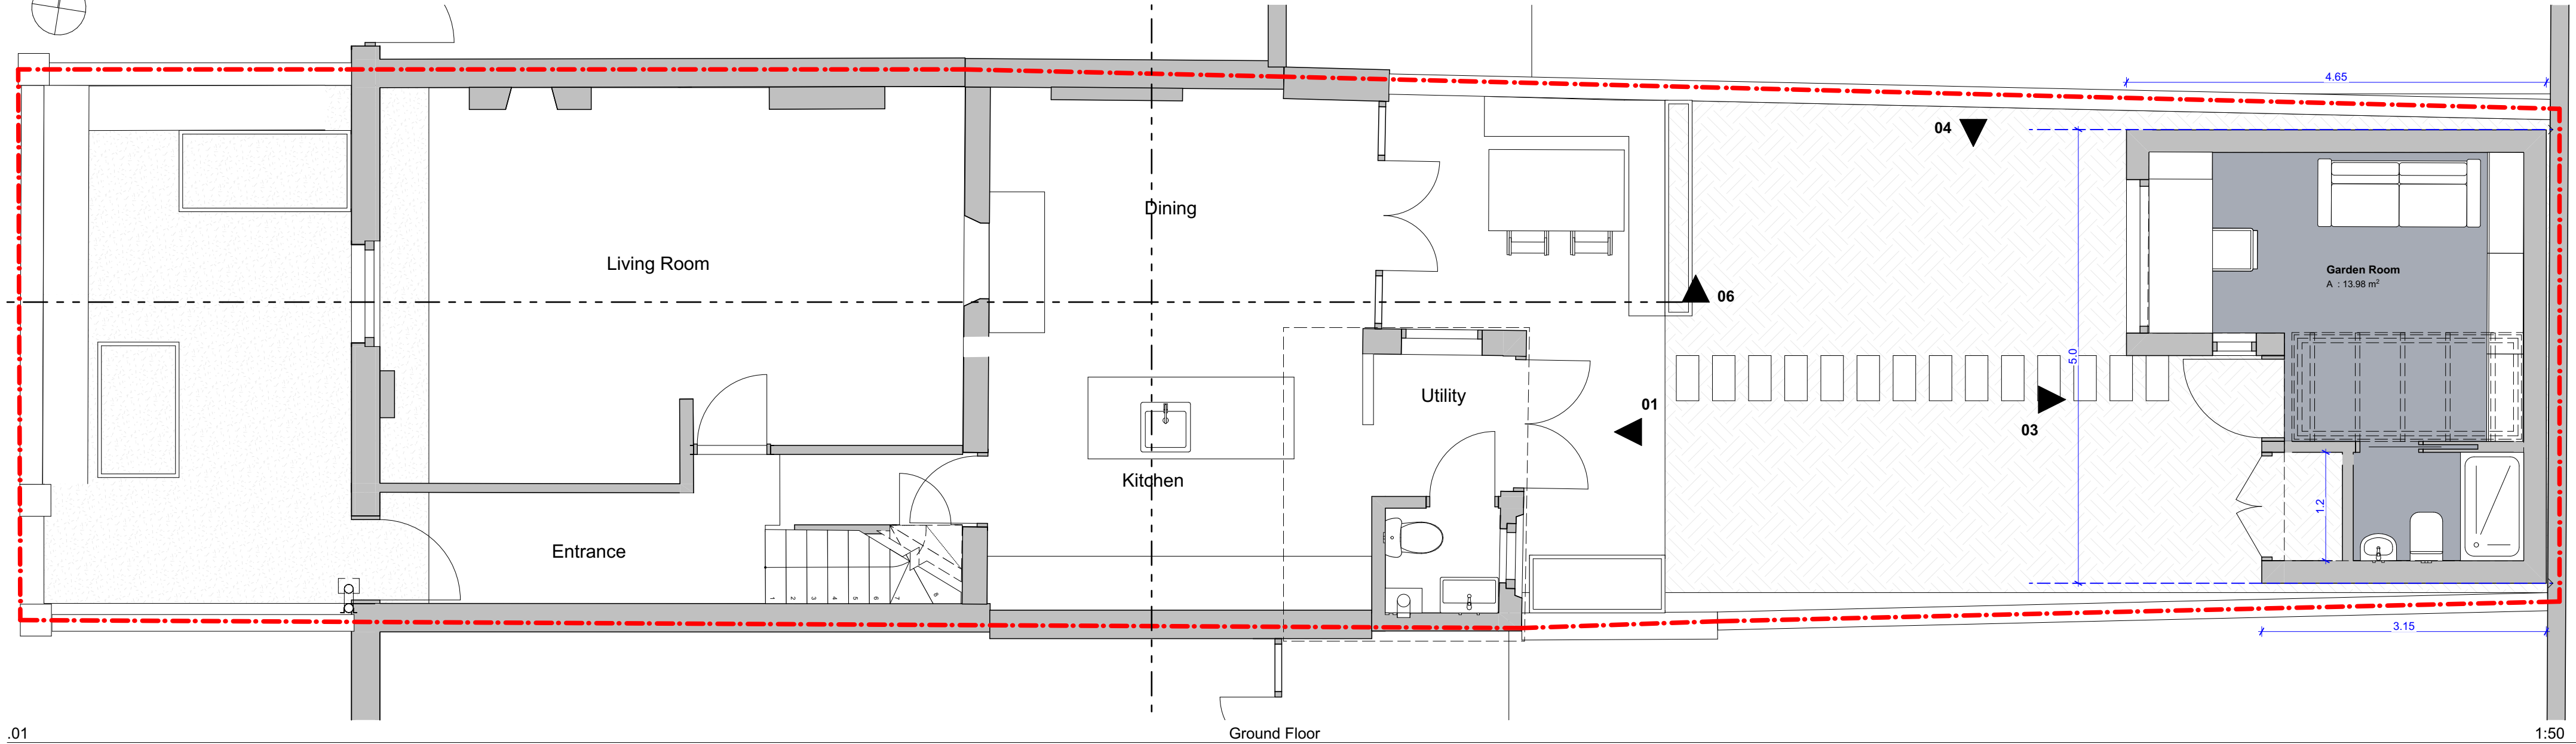 4.65
04
Dining
Living Room
Garden Room
A : 13.98 m²
06
5.0
Utility
01
03
Kitchen
1.2
Entrance
1 2 3 4 5 6 7 8
3.15
.01
Ground Floor
1:50